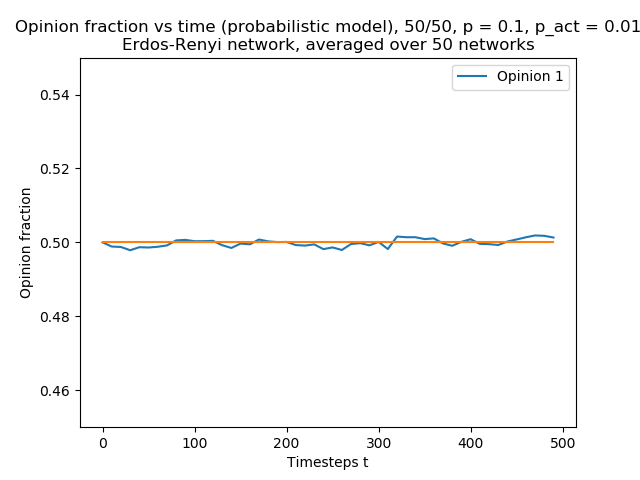 Opinion fraction vs time (probabilistic model), 50/50, p = 0.1, p_act = 0.01
Erdos-Renyi network, averaged over 50 networks
Opinion 1
Opinion fraction
0.54
0.52
0.50
0.48
0.46
0 100 200 300 400 500
Timesteps t